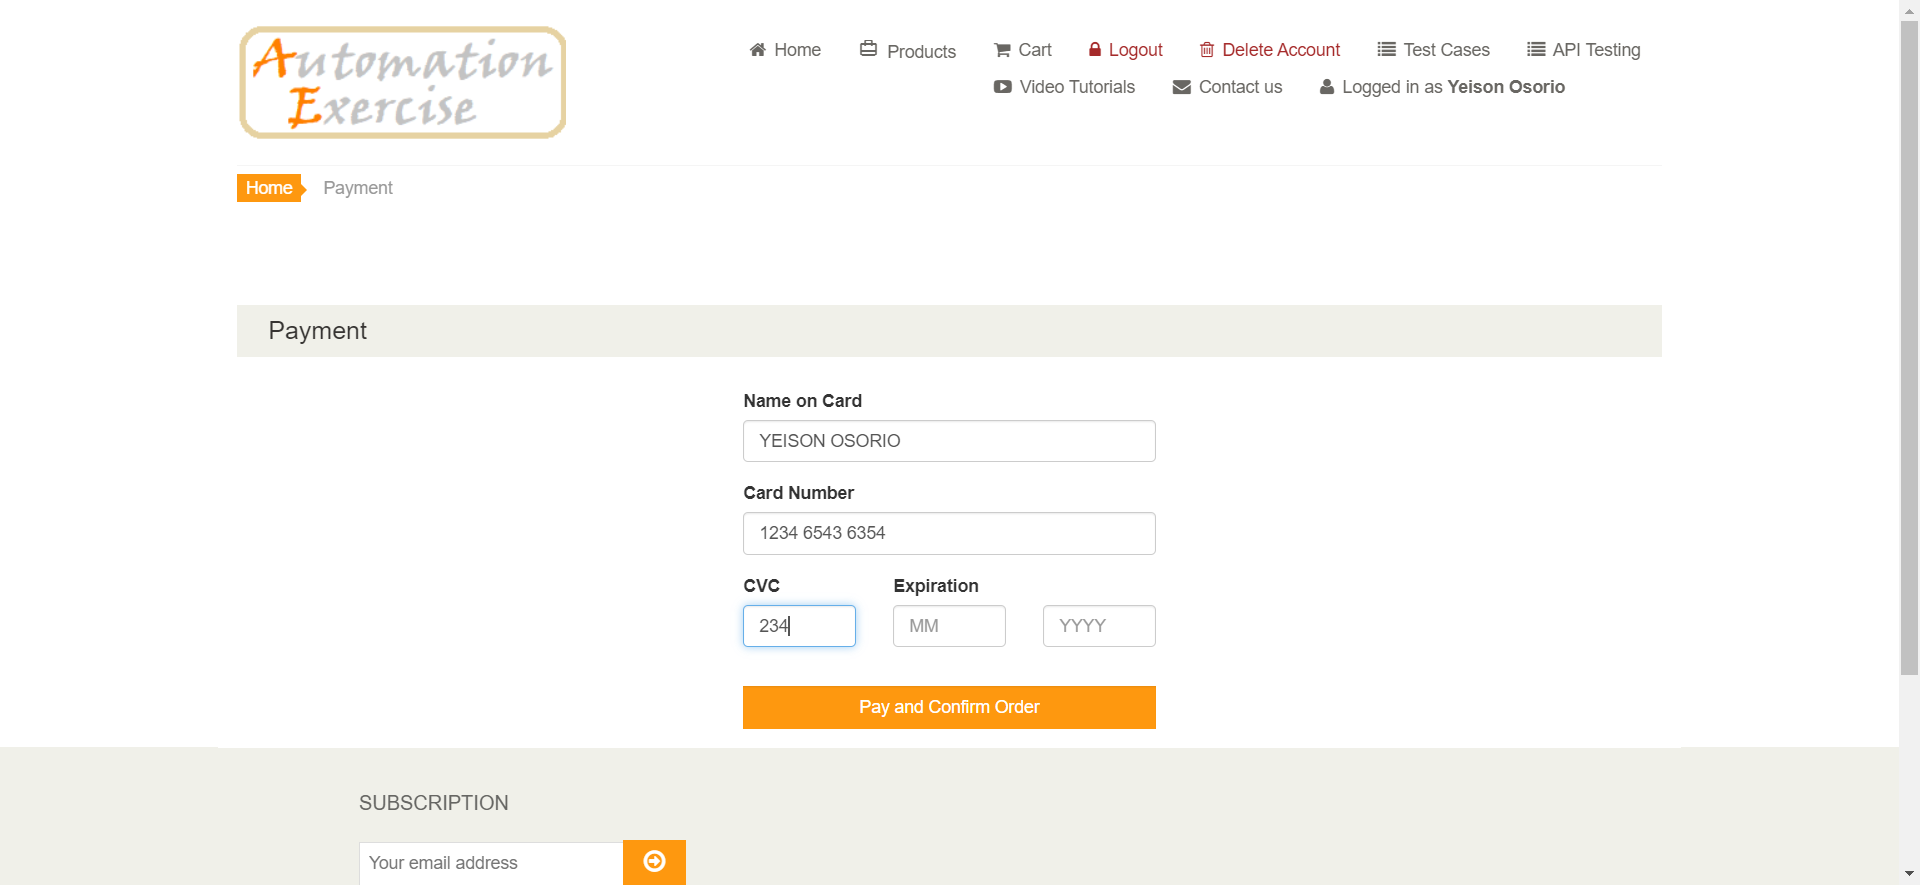 Automation
Exercise
Home Products Cart Logout Delete Account Test Cases API Testing
Video Tutorials Contact us Logged in as Yeison Osorio
Home Payment
Payment
Name on Card
YEISON OSORIO
Card Number
1234 6543 6354
CVC Expiration
234 MM YYYY
Pay and Confirm Order
SUBSCRIPTION
Your email address